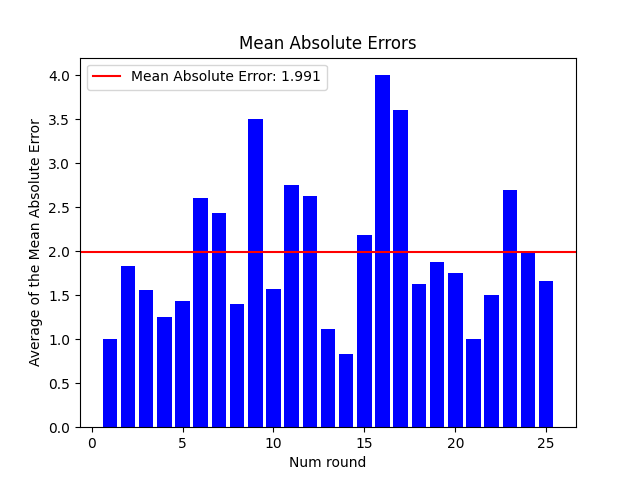 Mean Absolute Errors
Mean Absolute Error: 1.991
Average of the Mean Absolute Error
4.0
3.5
3.0
2.5
2.0
1.5
1.0
0.5
0.0
0 5 10 15 20 25
Num round